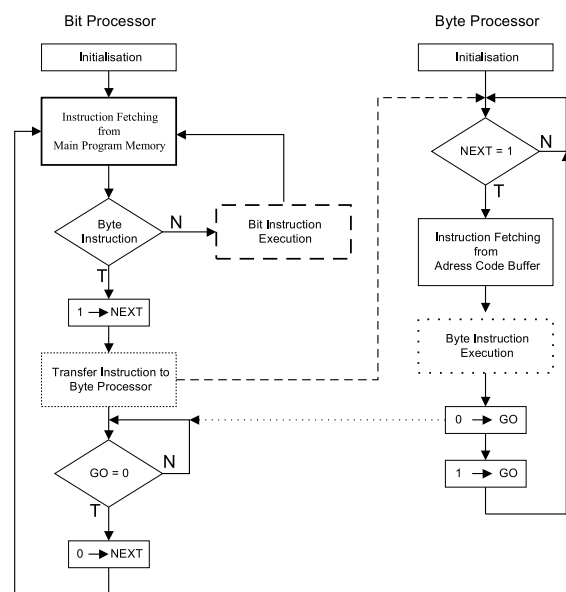 Bit Processor
Initialisation
Instruction Fetching
from
Main Program Memory
Byte
Instruction
N
T
Bit Instruction
Execution
1 → NEXT
Transfer Instruction to
Byte Processor
GO = 0
N
T
0 → NEXT
Byte Processor
Initialisation
NEXT = 1
N
T
Instruction Fetching
from
Adress Code Buffer
Byte Instruction
Execution
0 → GO
1 → GO